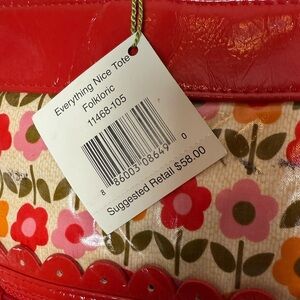 Everything Nice Tote
Folkloric
11468-105
8 86003 08649 0
Suggested Retail $58.00